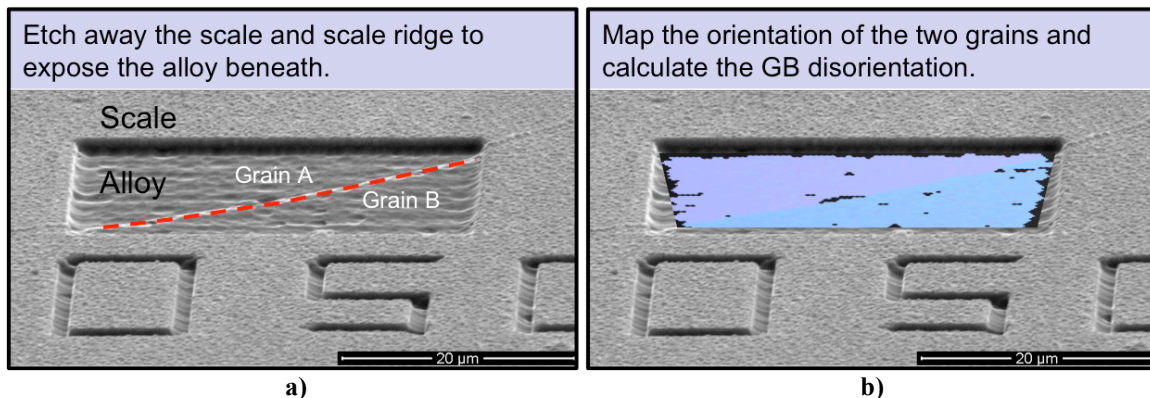 Etch away the scale and scale ridge to
expose the alloy beneath.
Scale
Alloy
Grain A
Grain B
20 µm
a)
Map the orientation of the two grains and
calculate the GB disorientation.
20 µm
b)